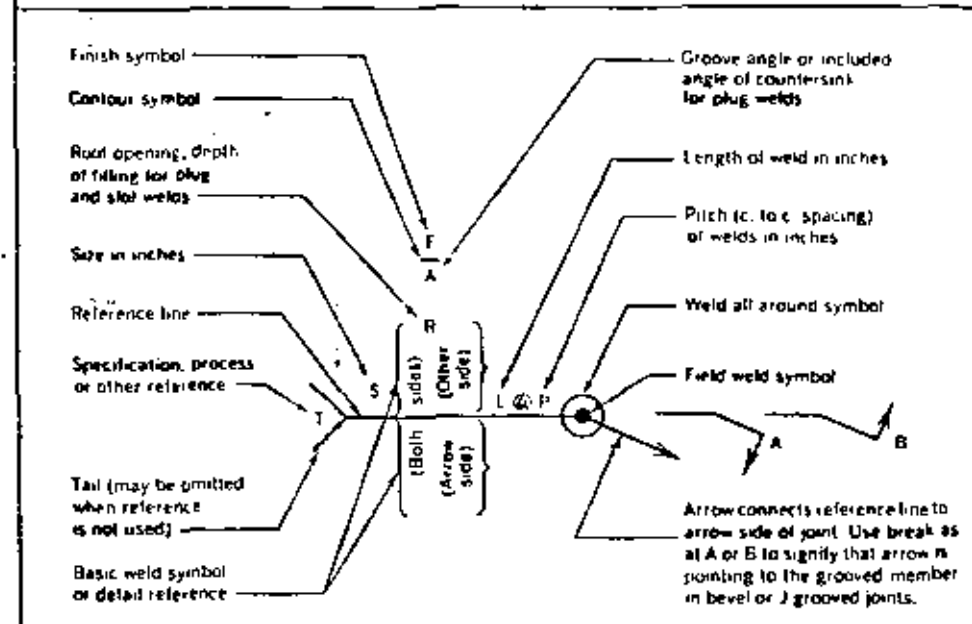 Finish symbol
Contour symbol
Root opening, depth
of filling for plug
and slot welds
Size in inches
Reference line
Specification, process
or other reference
Tail (may be omitted
when reference
is not used)
Basic weld symbol
or detail reference
F
A
R
S
T
(Both
sides)
(Other
side)
(Arrow
side)
L @ P
Groove angle or included
angle of countersink
for plug welds
Length of weld in inches
Pitch (c. to c. spacing)
of welds in inches
Weld all around symbol
Field weld symbol
A
B
Arrow connects reference line to
arrow side of joint. Use break as
at A or B to signify that arrow is
pointing to the grooved member
in bevel or J grooved joints.